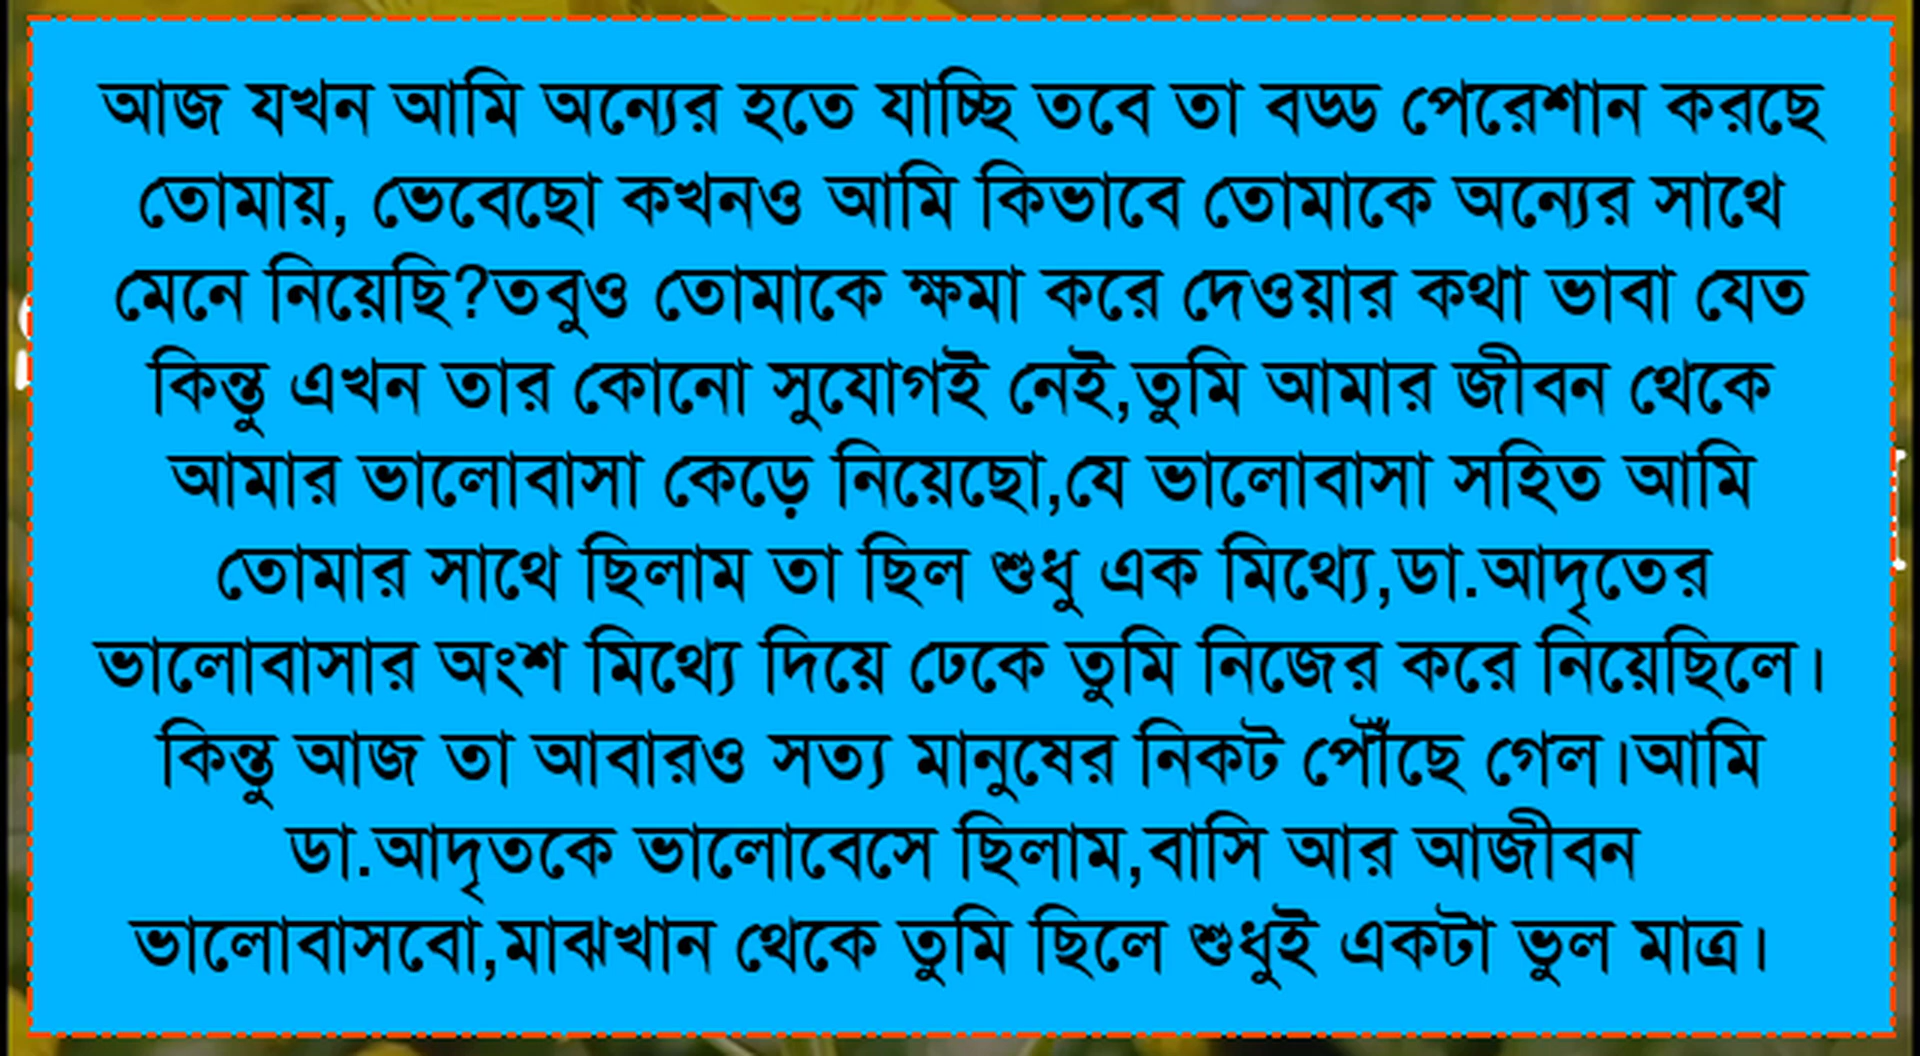 আজ যখন আমি অন্যের হতে যাচ্ছি তবে তা বড্ড পেরেশান করছে
তোমায়, ভেবেছো কখনও আমি কিভাবে তোমাকে অন্যের সাথে
মেনে নিয়েছি?তবুও তোমাকে ক্ষমা করে দেওয়ার কথা ভাবা যেত
কিন্তু এখন তার কোনো সুযোগই নেই,তুমি আমার জীবন থেকে
আমার ভালোবাসা কেড়ে নিয়েছো,যে ভালোবাসা সহিত আমি
তোমার সাথে ছিলাম তা ছিল শুধু এক মিথ্যে,ডা.আদৃতের
ভালোবাসার অংশ মিথ্যে দিয়ে ঢেকে তুমি নিজের করে নিয়েছিলে।
কিন্তু আজ তা আবারও সত্য মানুষের নিকট পৌঁছে গেল।আমি
ডা.আদৃতকে ভালোবেসে ছিলাম,বাসি আর আজীবন
ভালোবাসবো,মাঝখান থেকে তুমি ছিলে শুধুই একটা ভুল মাত্র।